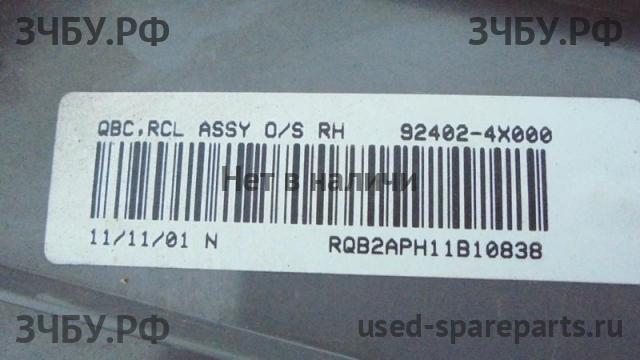 ЗЧБУ.РФ ЗЧБУ.РФ
QBC,RCL ASSY O/S RH 92402-4X000
Нет в наличии
11/11/01 N RQB2APH11B10838
ЗЧБУ.РФ
used-spareparts.ru